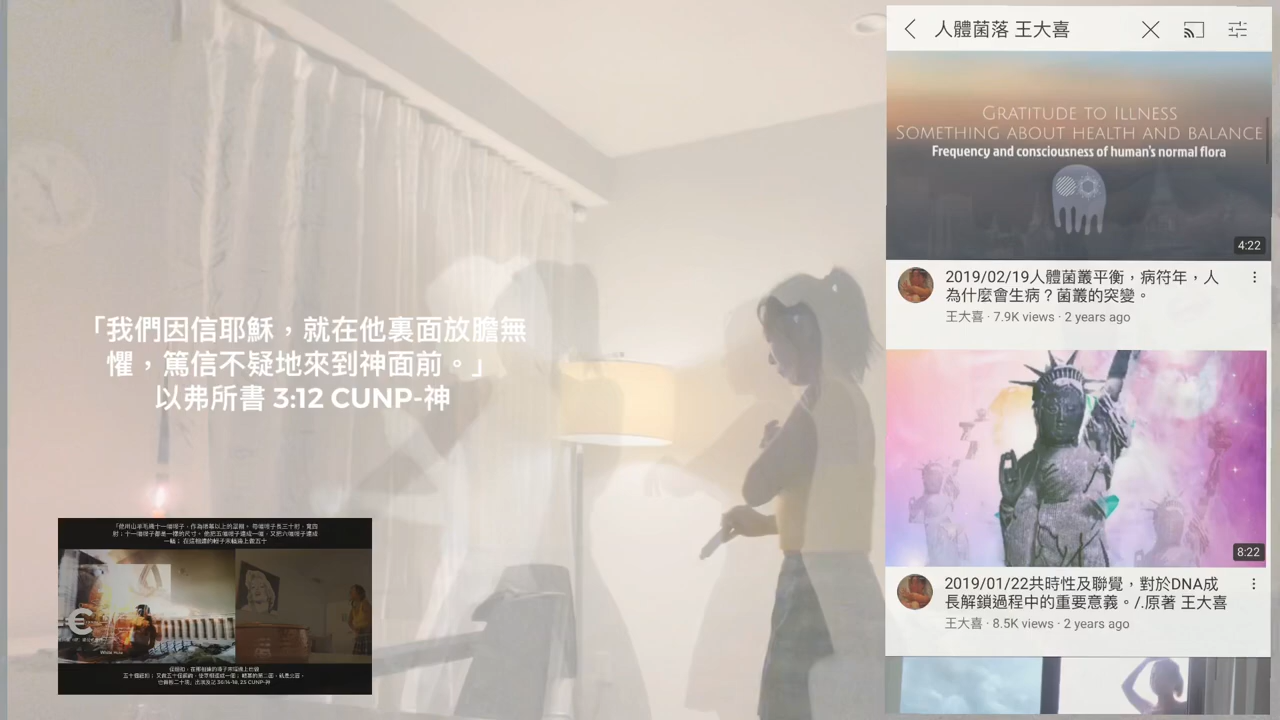 「我們因信耶穌，就在他裏面放膽無
懼，篤信不疑地來到神面前。」
以弗所書 3:12 CUNP-神
人體菌落 王大喜
GRATITUDE TO ILLNESS
SOMETHING ABOUT HEALTH AND BALANCE
Frequency and consciousness of human's normal flora
4:22
2019/02/19人體菌叢平衡，病符年，人
為什麼會生病？菌叢的突變。
王大喜 · 7.9K views · 2 years ago
8:22
2019/01/22共時性及聯覺，對於DNA成
長解鎖過程中的重要意義。/.原著 王大喜
王大喜 · 8.5K views · 2 years ago